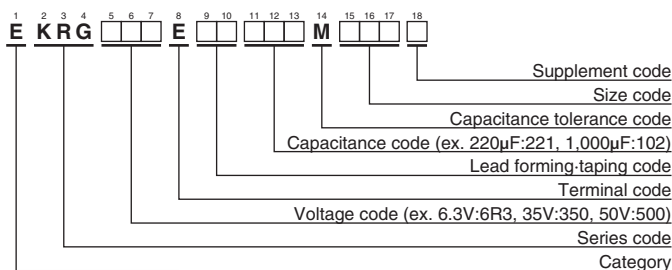 1 2 3 4 5 6 7 8 9 10 11 12 13 14 15 16 17 18
E KRG E M
Supplement code
Size code
Capacitance tolerance code
Capacitance code (ex. 220μF:221, 1,000μF:102)
Lead forming·taping code
Terminal code
Voltage code (ex. 6.3V:6R3, 35V:350, 50V:500)
Series code
Category